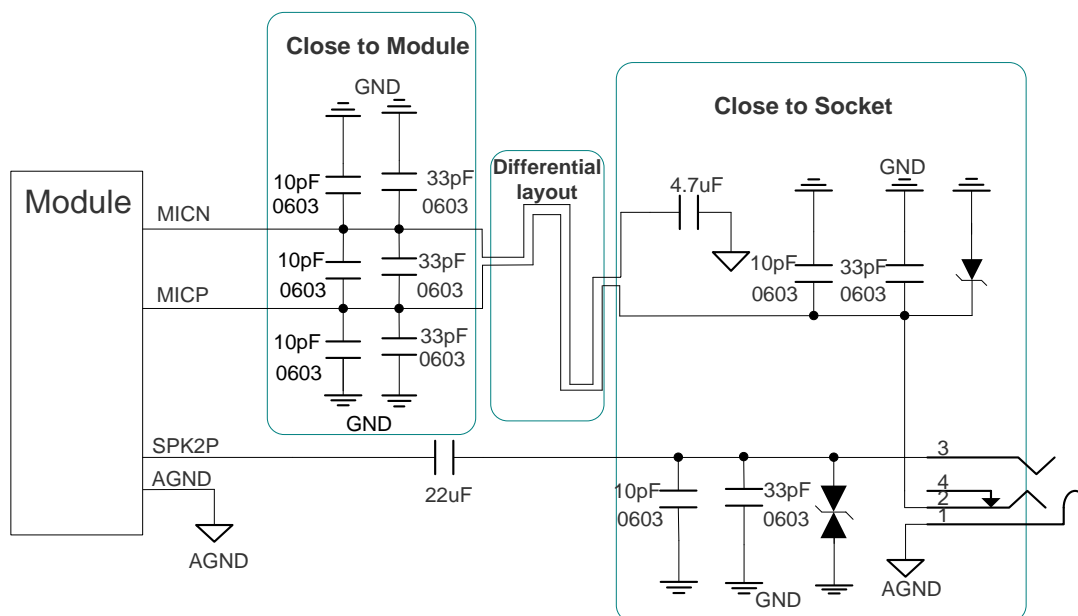 Close to Module
GND
10pF
0603
33pF
0603
Module
MICN
10pF
0603
33pF
0603
MICP
10pF
0603
33pF
0603
GND
Differential
layout
Close to Socket
4.7uF
GND
10pF
0603
33pF
0603
SPK2P
22uF
AGND
AGND
10pF
0603
33pF
0603
GND
3
4
2
1
AGND